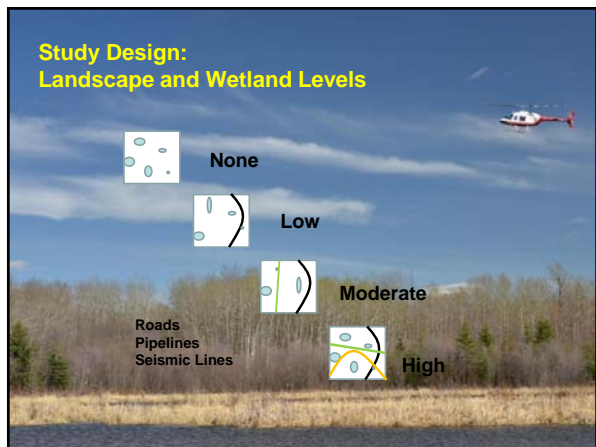 Study Design:
Landscape and Wetland Levels
None
Low
Moderate
Roads
Pipelines
Seismic Lines
High